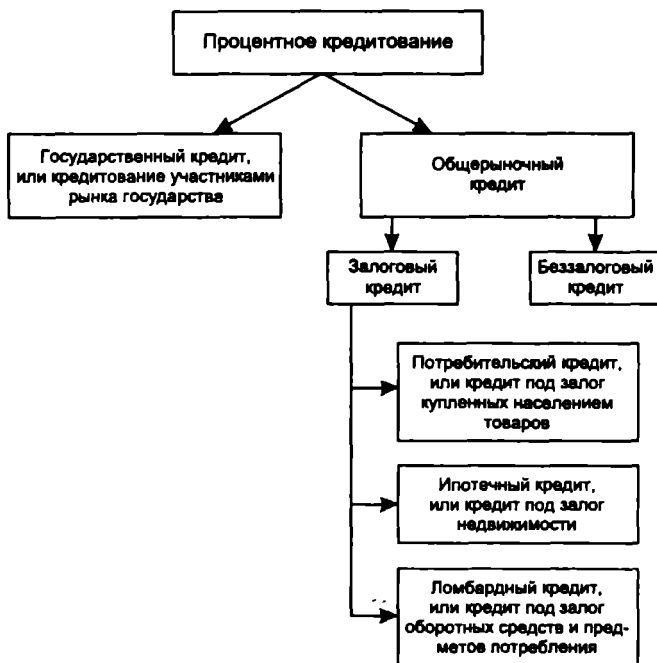 Процентное кредитование
Государственный кредит,
или кредитование участниками
рынка государства
Общерыночный
кредит
Залоговый
кредит
Беззалоговый
кредит
Потребительский кредит,
или кредит под залог
купленных населением
товаров
Ипотечный кредит,
или кредит под залог
недвижимости
Ломбардный кредит,
или кредит под залог
оборотных средств и пред-
метов потребления